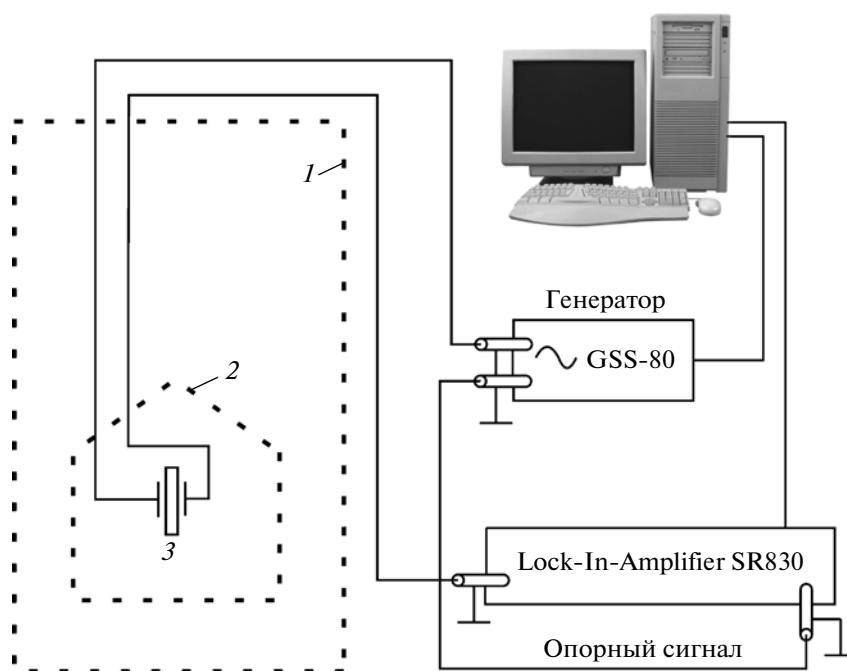 1
Генератор
GSS-80
2
Lock-In-Amplifier SR830
3
Опорный сигнал